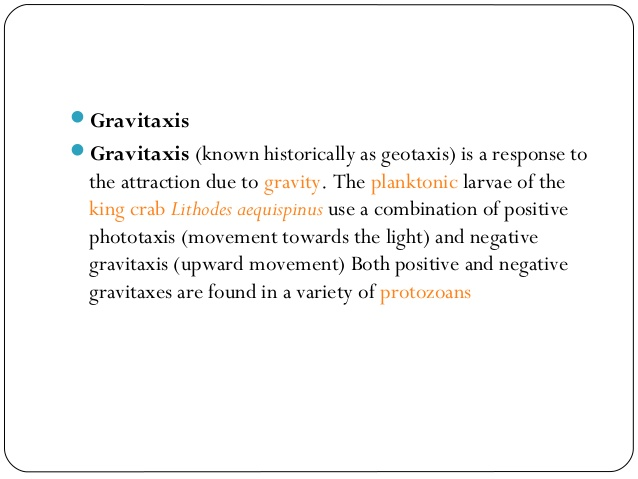 Gravitaxis
Gravitaxis (known historically as geotaxis) is a response to
the attraction due to gravity. The planktonic larvae of the
king crab Lithodes aequispinus use a combination of positive
phototaxis (movement towards the light) and negative
gravitaxis (upward movement) Both positive and negative
gravitaxes are found in a variety of protozoans